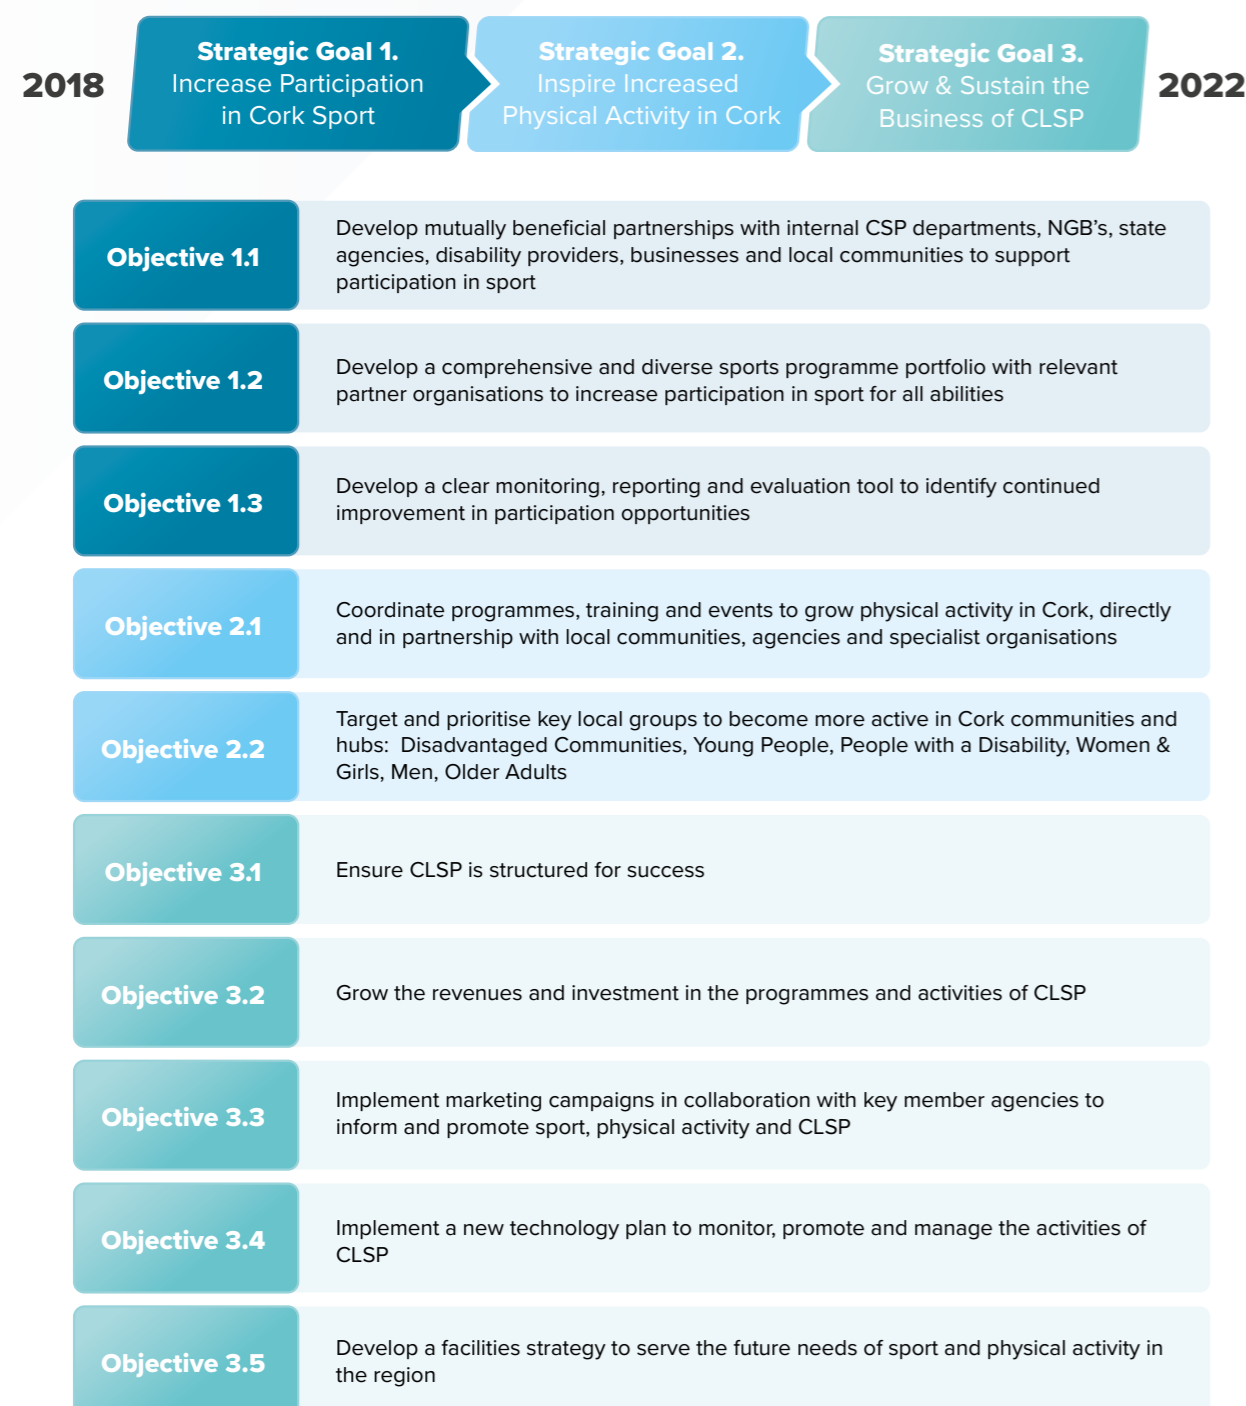 2018
Strategic Goal 1.
Increase Participation
in Cork Sport
Strategic Goal 2.
Inspire Increased
Physical Activity in Cork
Strategic Goal 3.
Grow & Sustain the
Business of CLSP
2022
Objective 1.1
Develop mutually beneficial partnerships with internal CSP departments, NGB's, state
agencies, disability providers, businesses and local communities to support
participation in sport
Objective 1.2
Develop a comprehensive and diverse sports programme portfolio with relevant
partner organisations to increase participation in sport for all abilities
Objective 1.3
Develop a clear monitoring, reporting and evaluation tool to identify continued
improvement in participation opportunities
Objective 2.1
Coordinate programmes, training and events to grow physical activity in Cork, directly
and in partnership with local communities, agencies and specialist organisations
Objective 2.2
Target and prioritise key local groups to become more active in Cork communities and
hubs:  Disadvantaged Communities, Young People, People with a Disability, Women &
Girls, Men, Older Adults
Objective 3.1
Ensure CLSP is structured for success
Objective 3.2
Grow the revenues and investment in the programmes and activities of CLSP
Objective 3.3
Implement marketing campaigns in collaboration with key member agencies to
inform and promote sport, physical activity and CLSP
Objective 3.4
Implement a new technology plan to monitor, promote and manage the activities of
CLSP
Objective 3.5
Develop a facilities strategy to serve the future needs of sport and physical activity in
the region